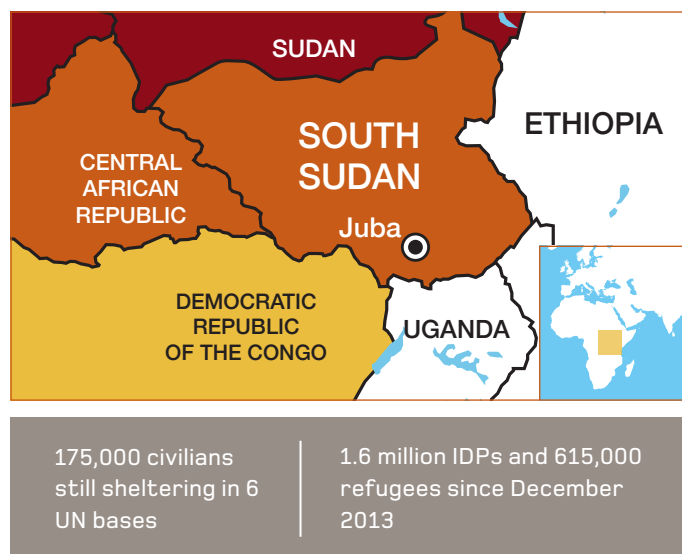 SUDAN
ETHIOPIA
SOUTH
SUDAN
CENTRAL
AFRICAN
REPUBLIC
Juba
DEMOCRATIC
REPUBLIC
OF THE CONGO
UGANDA
175,000 civilians
still sheltering in 6
UN bases
1.6 million IDPs and 615,000
refugees since December
2013